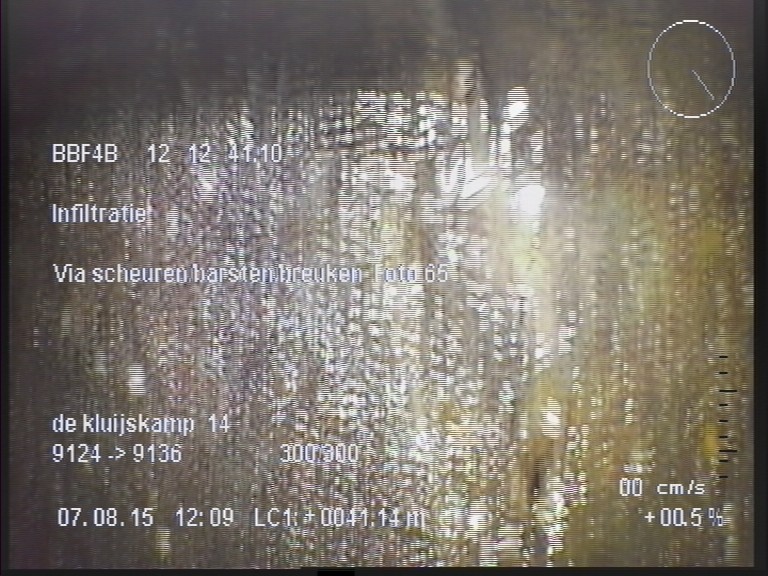 BBF4B 12 12 41,10
Infiltratie
Via scheuren barsten breuken Foto 65
de kluijskamp 14
9124 -> 9136 300/300
00 cm/s
07.08.15 12:09 LC1: +0041.14 m +00.5 %